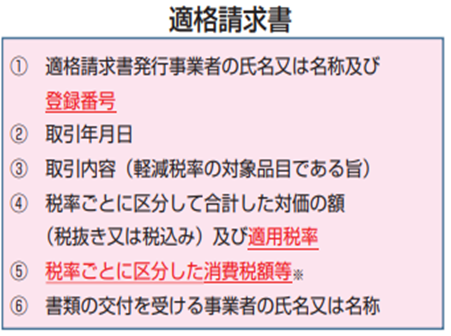 適格請求書
① 適格請求書発行事業者の氏名又は名称及び
登録番号
② 取引年月日
③ 取引内容（軽減税率の対象品目である旨）
④ 税率ごとに区分して合計した対価の額
（税抜き又は税込み）及び適用税率
⑤ 税率ごとに区分した消費税額等※
⑥ 書類の交付を受ける事業者の氏名又は名称